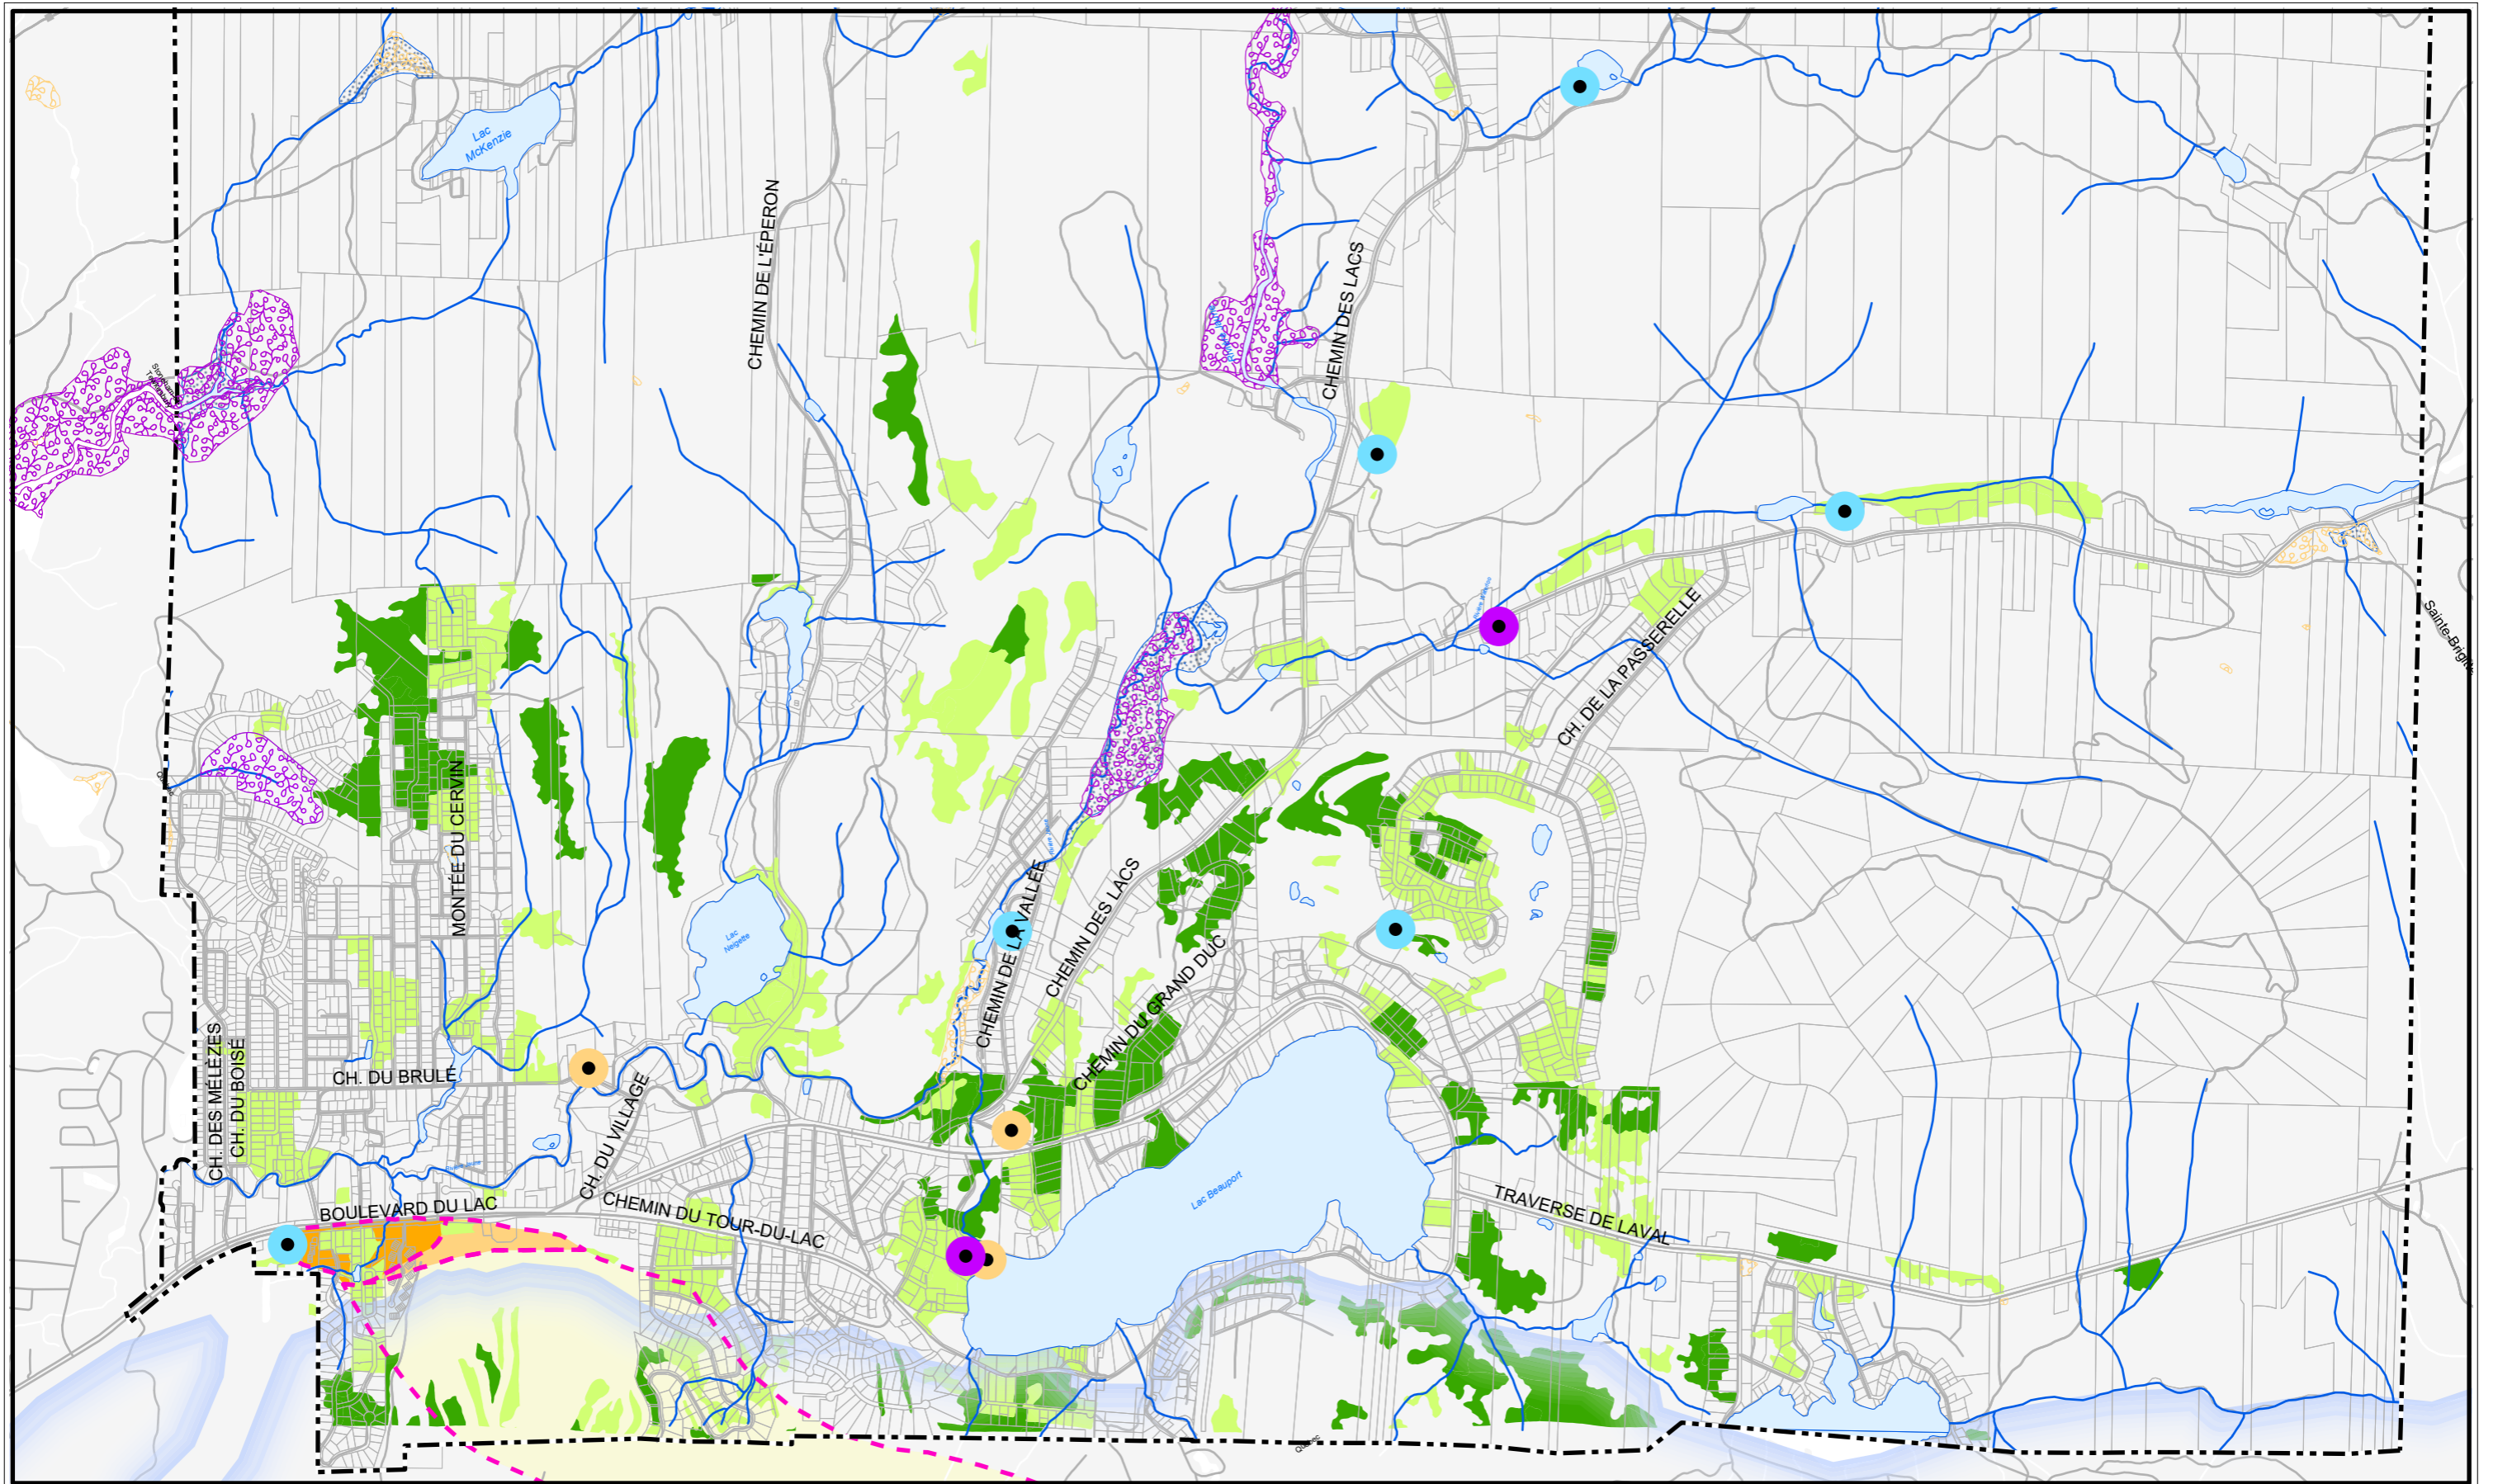 Lac
McKenzie
CHEMIN DE L'ÉPERON
CHEMIN DES LACS
Sainte-Brigitte
CH. DE LA PASSERELLE
MONTÉE DU CERVIN
Lac
Neigette
CHEMIN DE LA VALLÉE
CHEMIN DES LACS
CHEMIN DU GRAND DUC
CH. DES MÉLÈZES
CH. DU BOISÉ
CH. DU BRULÉ
CH. DU VILLAGE
BOULEVARD DU LAC
CHEMIN DU TOUR-DU-LAC
Lac Beauport
TRAVERSE DE LAVAL
Québec